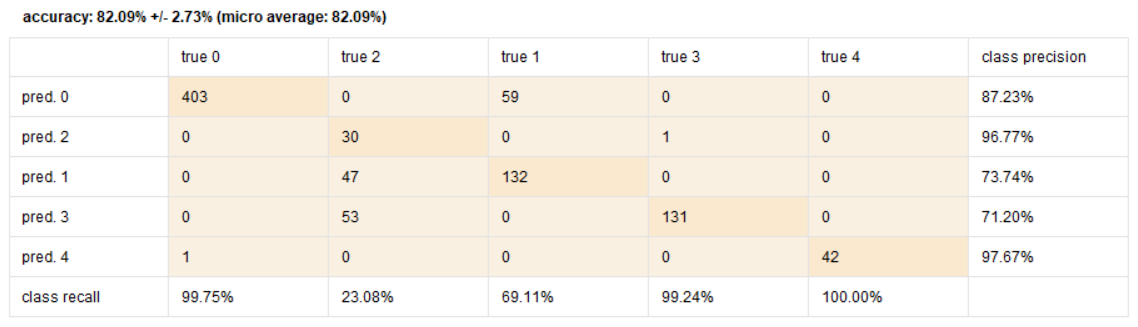 accuracy: 82.09% +/- 2.73% (micro average: 82.09%)
true 0 true 2 true 1 true 3 true 4 class precision
pred. 0 403 0 59 0 0 87.23%
pred. 2 0 30 0 1 0 96.77%
pred. 1 0 47 132 0 0 73.74%
pred. 3 0 53 0 131 0 71.20%
pred. 4 1 0 0 0 42 97.67%
class recall 99.75% 23.08% 69.11% 99.24% 100.00%